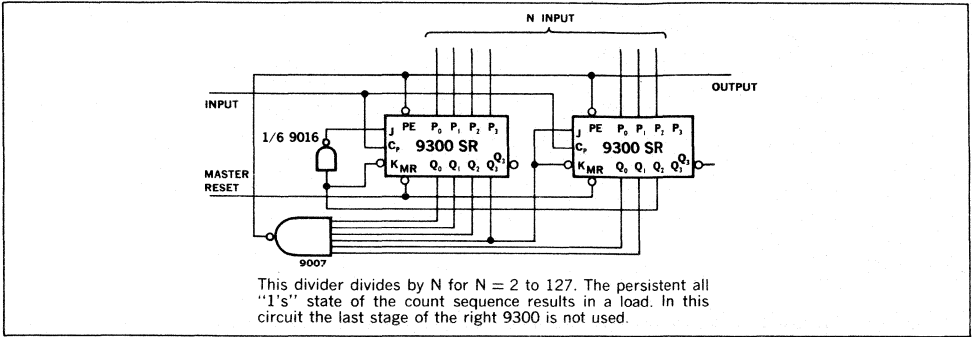 N INPUT
OUTPUT
INPUT
1/6 9016
J PE P₀ P₁ P₂ P₃
Cₚ 9300 SR
K MR Q₀ Q₁ Q₂ Q₃ Q₃
J PE P₀ P₁ P₂ P₃
Cₚ 9300 SR
K MR Q₀ Q₁ Q₂ Q₃ Q₃
MASTER
RESET
9007
This divider divides by N for N = 2 to 127. The persistent all
"1's" state of the count sequence results in a load. In this
circuit the last stage of the right 9300 is not used.